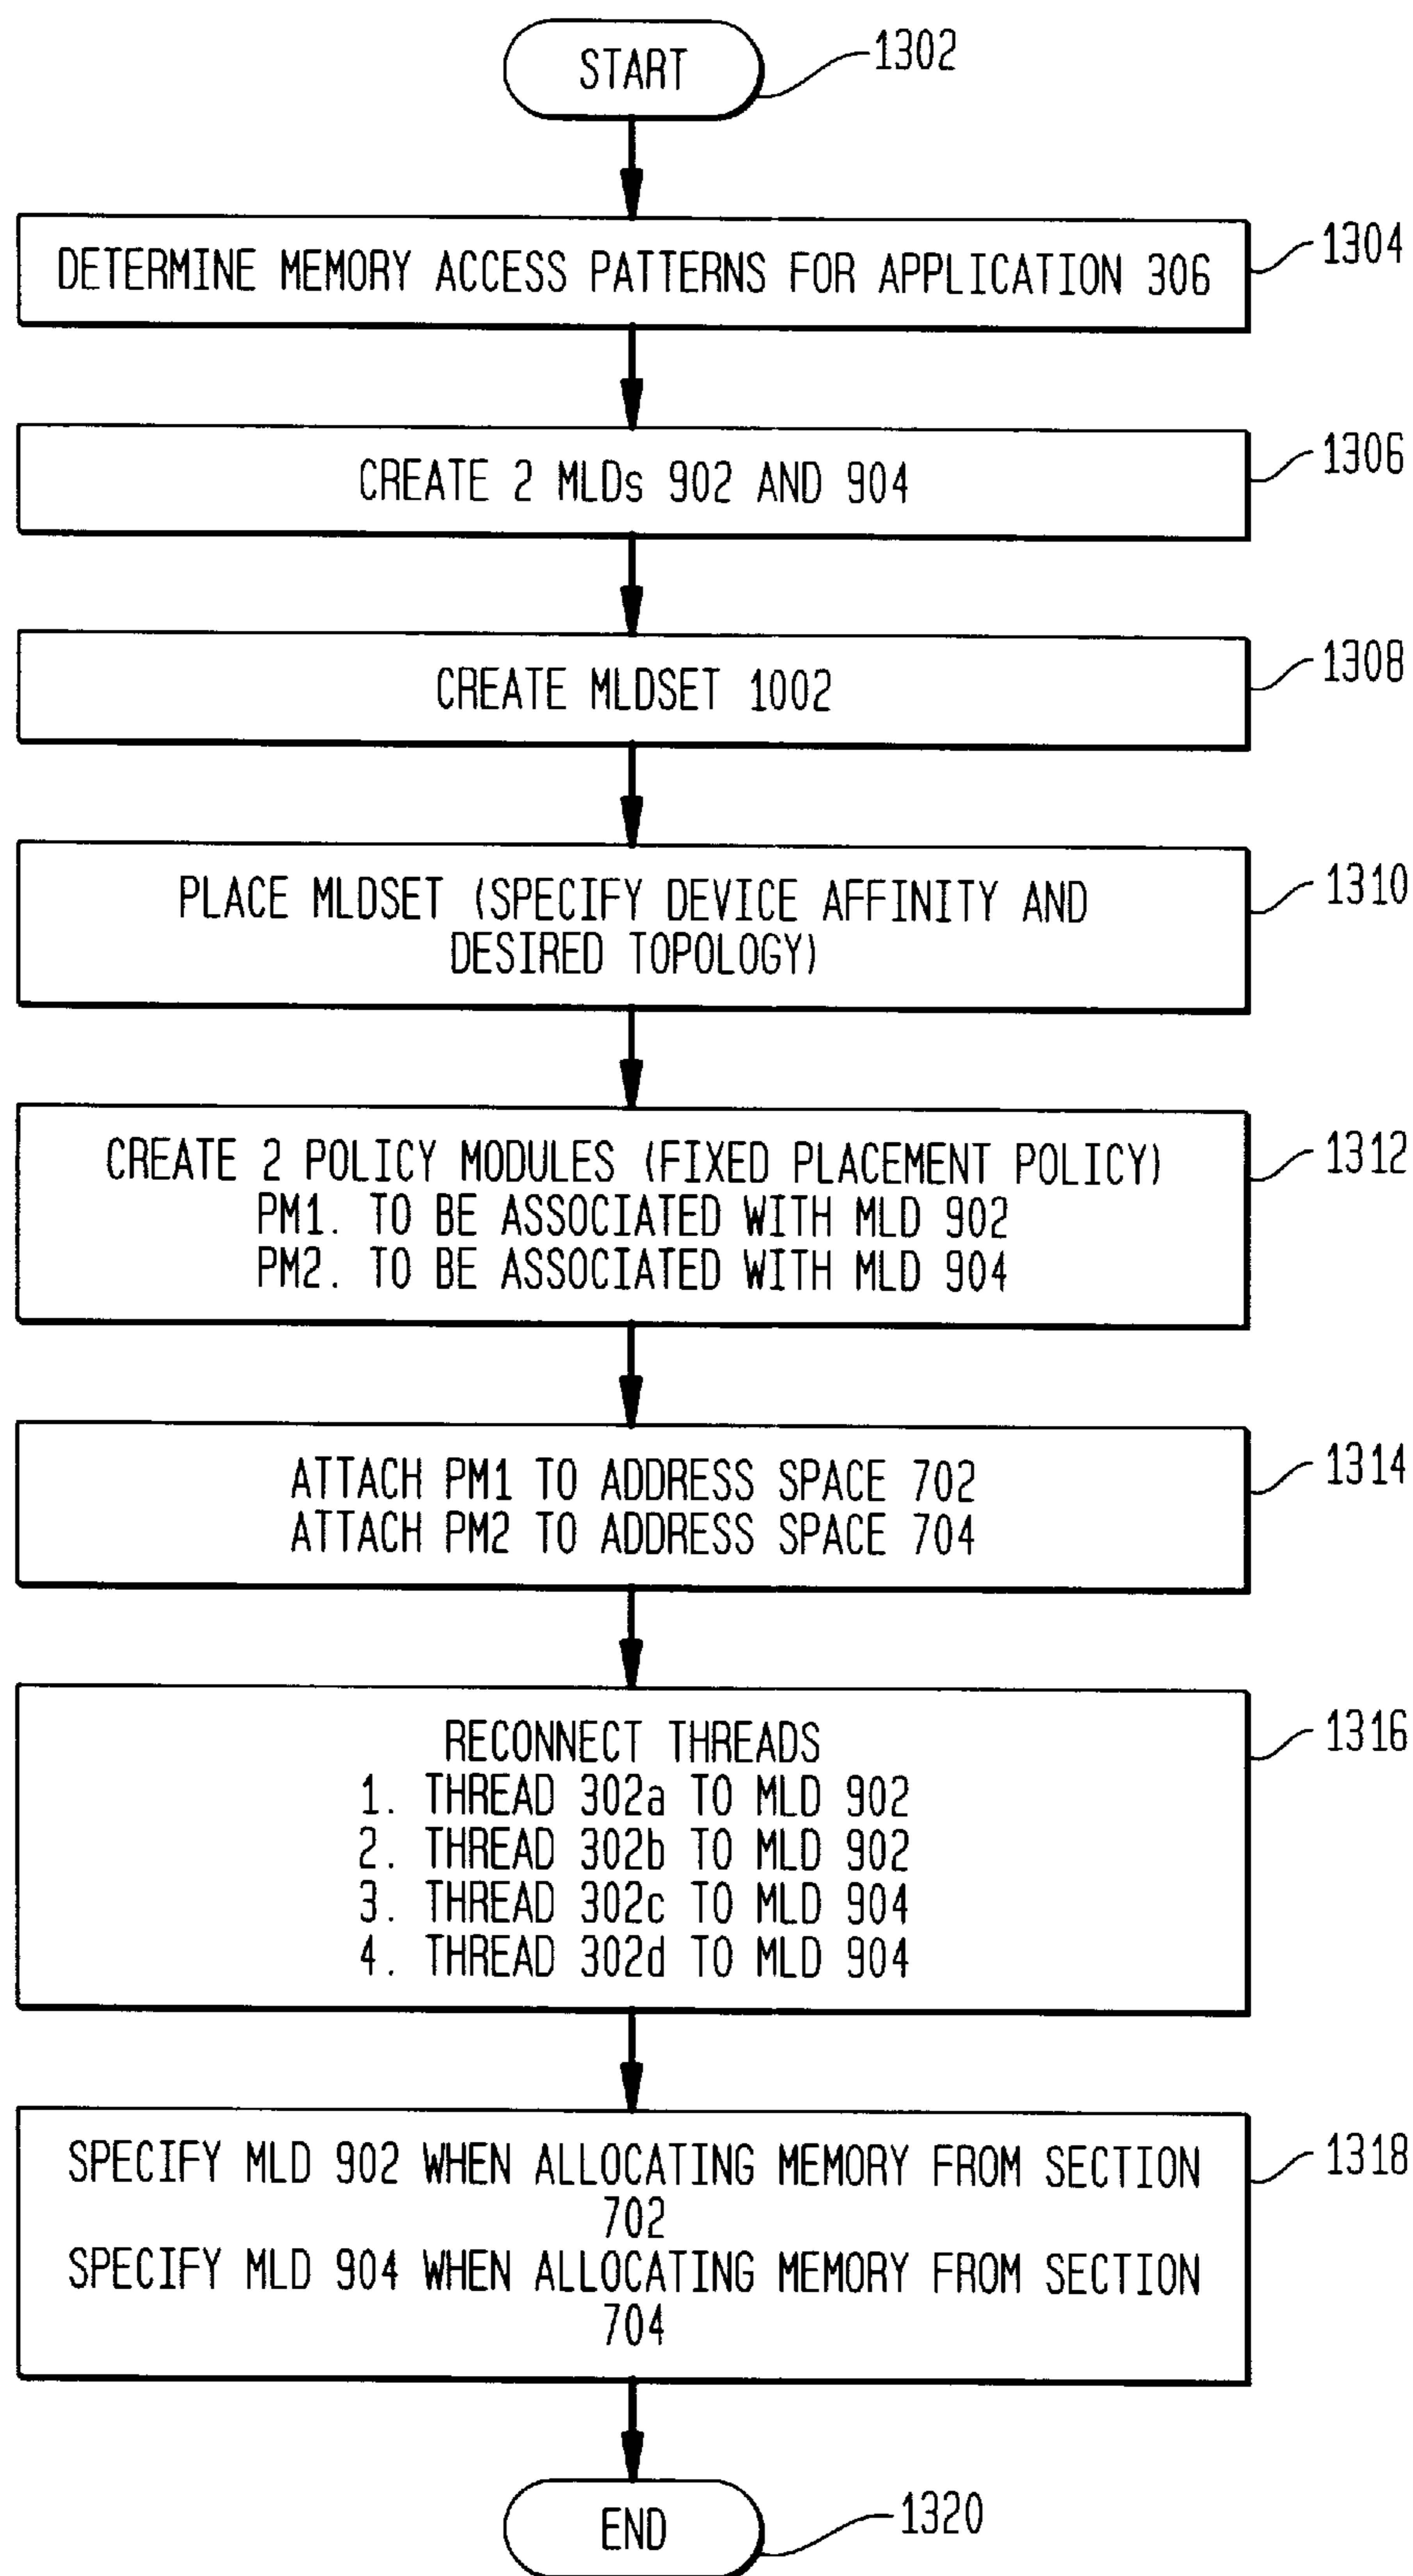 START
1302
DETERMINE MEMORY ACCESS PATTERNS FOR APPLICATION 306
1304
CREATE 2 MLDs 902 AND 904
1306
CREATE MLDSET 1002
1308
PLACE MLDSET (SPECIFY DEVICE AFFINITY AND
DESIRED TOPOLOGY)
1310
CREATE 2 POLICY MODULES (FIXED PLACEMENT POLICY)
PM1. TO BE ASSOCIATED WITH MLD 902
PM2. TO BE ASSOCIATED WITH MLD 904
1312
ATTACH PM1 TO ADDRESS SPACE 702
ATTACH PM2 TO ADDRESS SPACE 704
1314
RECONNECT THREADS
1. THREAD 302a TO MLD 902
2. THREAD 302b TO MLD 902
3. THREAD 302c TO MLD 904
4. THREAD 302d TO MLD 904
1316
SPECIFY MLD 902 WHEN ALLOCATING MEMORY FROM SECTION
702
SPECIFY MLD 904 WHEN ALLOCATING MEMORY FROM SECTION
704
1318
END
1320